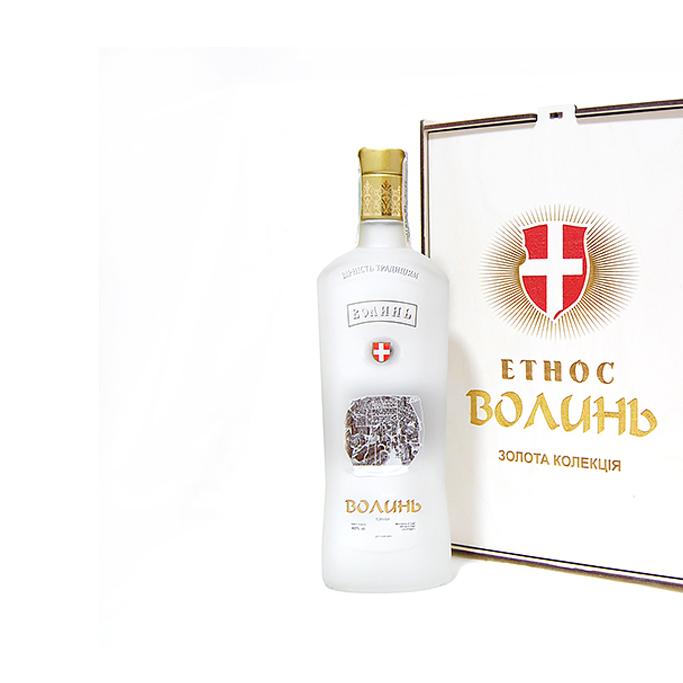 ВІРНІСТЬ ТРАДИЦІЯМ
ВОЛИНЬ
ВОЛИНЬ
ЕТНОС
ВОЛИНЬ
ЗОЛОТА КОЛЕКЦІЯ